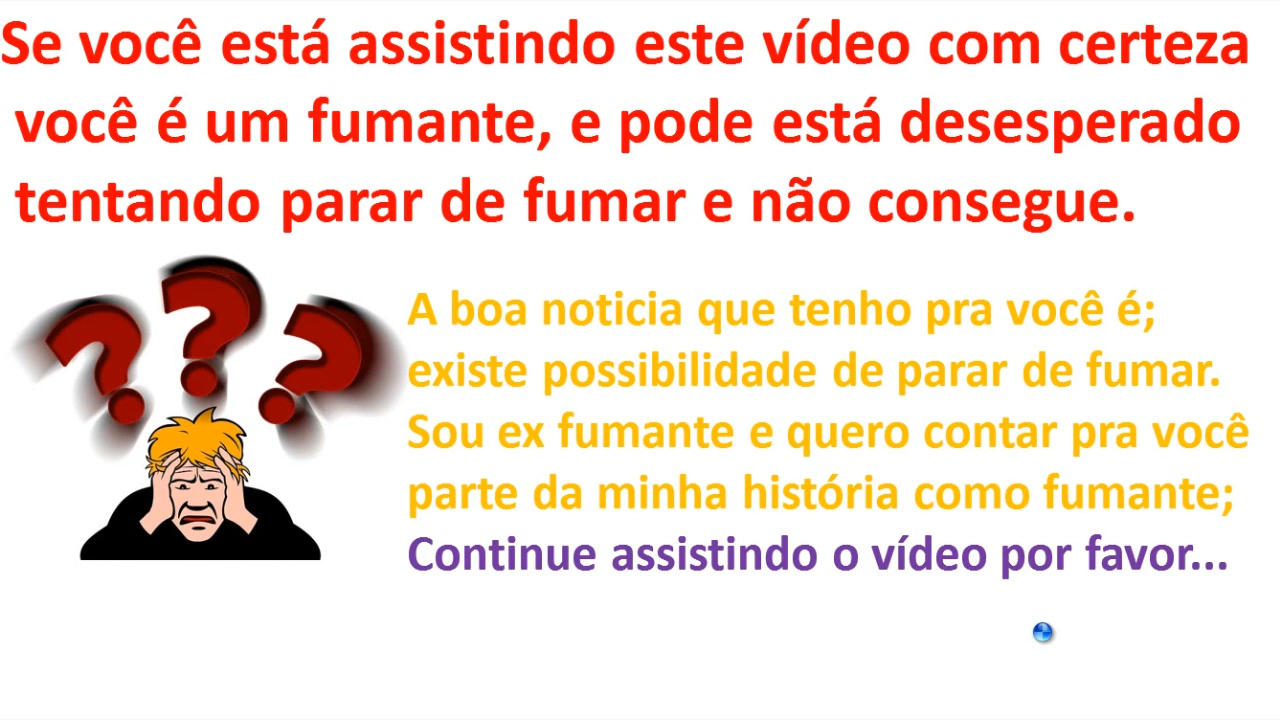 Se você está assistindo este vídeo com certeza
você é um fumante, e pode está desesperado
tentando parar de fumar e não consegue.
A boa noticia que tenho pra você é;
existe possibilidade de parar de fumar.
Sou ex fumante e quero contar pra você
parte da minha história como fumante;
Continue assistindo o vídeo por favor...